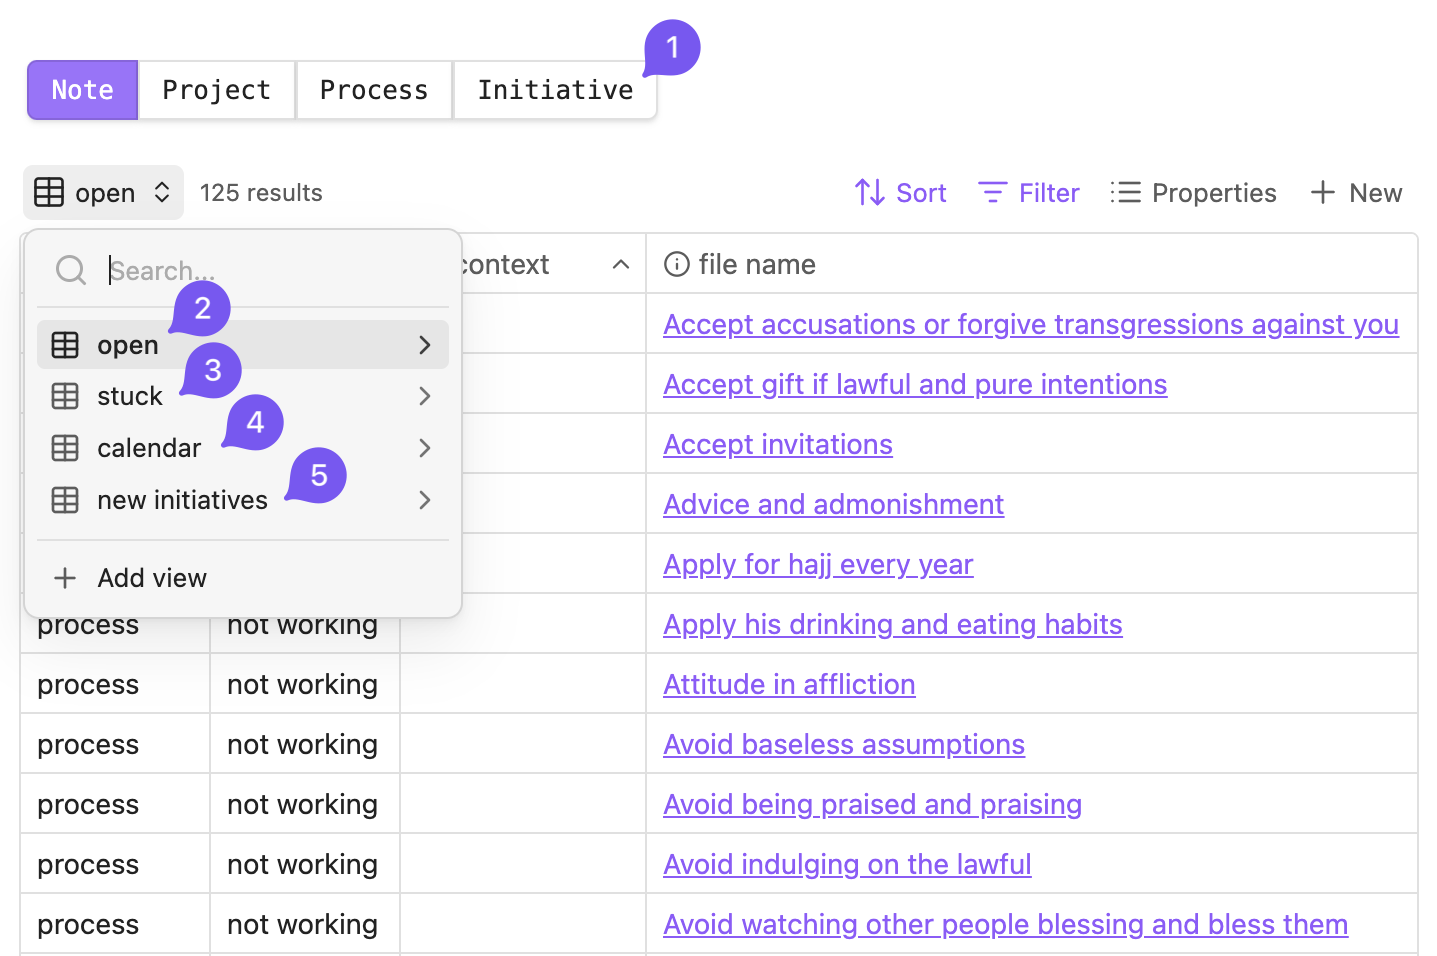 1
Note Project Process Initiative
open 125 results Sort Filter Properties New
context file name
Search...
2
open
3
stuck
4
calendar
5
new initiatives
Add view
Accept accusations or forgive transgressions against you
Accept gift if lawful and pure intentions
Accept invitations
Advice and admonishment
Apply for hajj every year
process not working Apply his drinking and eating habits
process not working Attitude in affliction
process not working Avoid baseless assumptions
process not working Avoid being praised and praising
process not working Avoid indulging on the lawful
process not working Avoid watching other people blessing and bless them